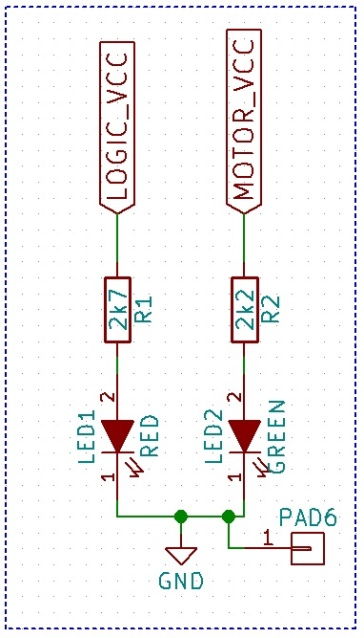 LOGIC_VCC
MOTOR_VCC
2k7
R1
2k2
R2
2
2
LED1
RED
LED2
GREEN
1
1
PAD6
1
GND